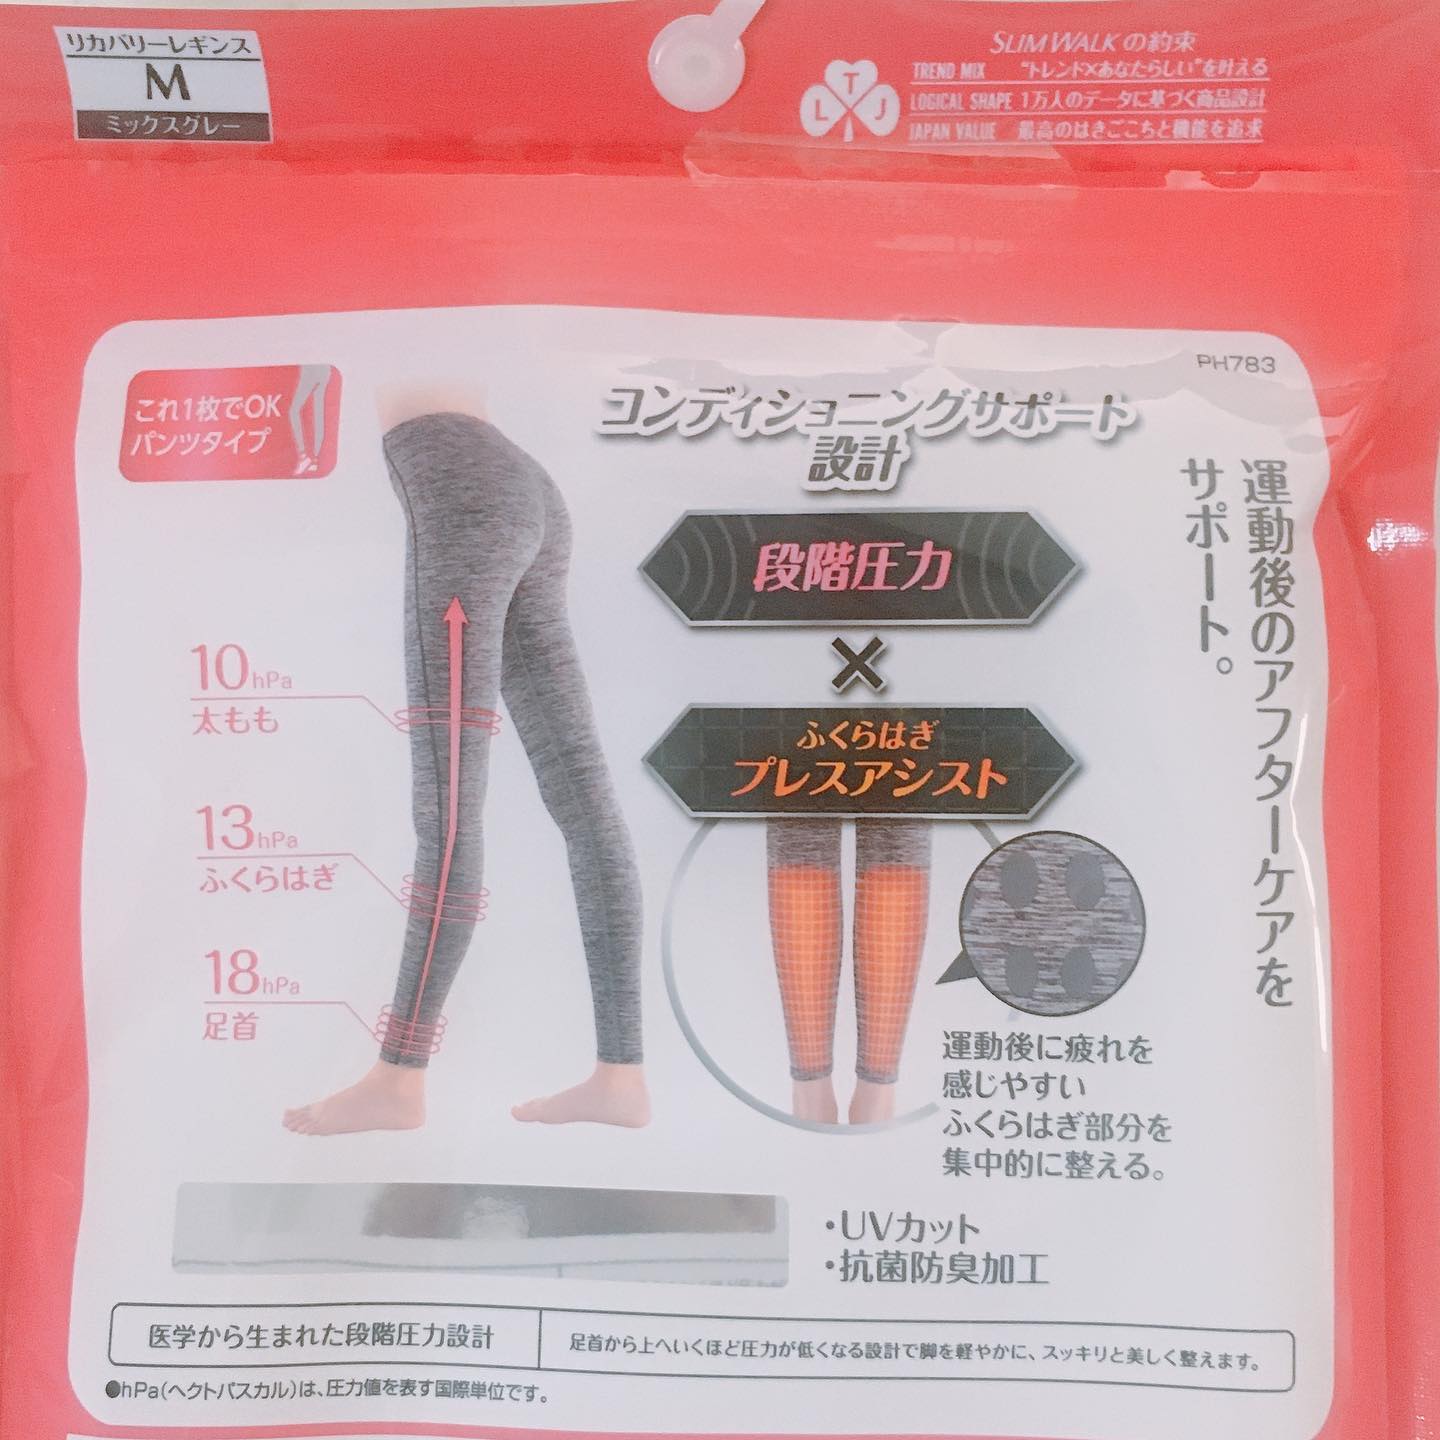 リカバリーレギンス
M
ミックスグレー
SLIM WALKの約束
LTJ
TREND MIX "トレンド×あなたらしい"を叶える
LOGICAL SHAPE 1万人のデータに基づく商品設計
JAPAN VALUE 最高のはきごこちと機能を追求
PH783
これ1枚でOK
パンツタイプ
コンディショニングサポート
設計
運動後のアフターケアを
サポート。
段階圧力
×
ふくらはぎ
プレスアシスト
10hPa
太もも
13hPa
ふくらはぎ
18hPa
足首
運動後に疲れを
感じやすい
ふくらはぎ部分を
集中的に整える。
・UVカット
・抗菌防臭加工
医学から生まれた段階圧力設計
足首から上へいくほど圧力が低くなる設計で脚を軽やかに、スッキリと美しく整えます。
●hPa(ヘクトパスカル)は、圧力値を表す国際単位です。